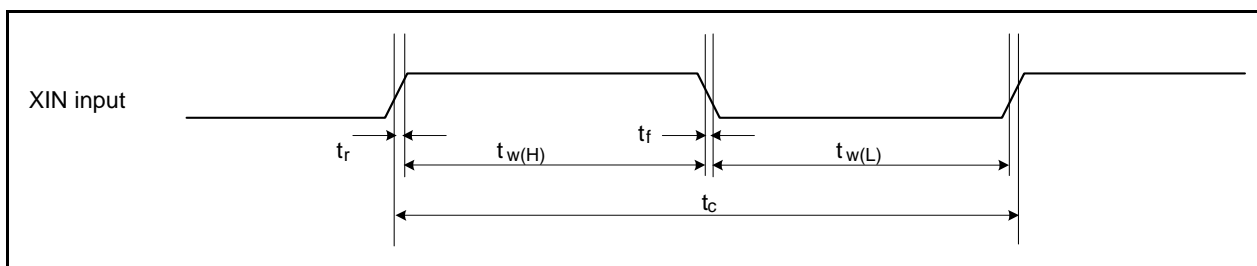 XIN input
tr
tw(H)
tf
tw(L)
tc